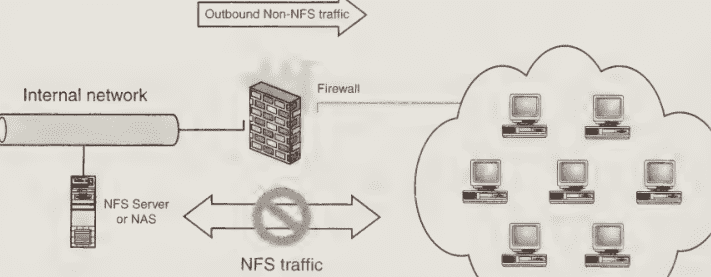 Outbound Non-NFS traffic
Firewall
Internal network
NFS Server
or NAS
NFS traffic